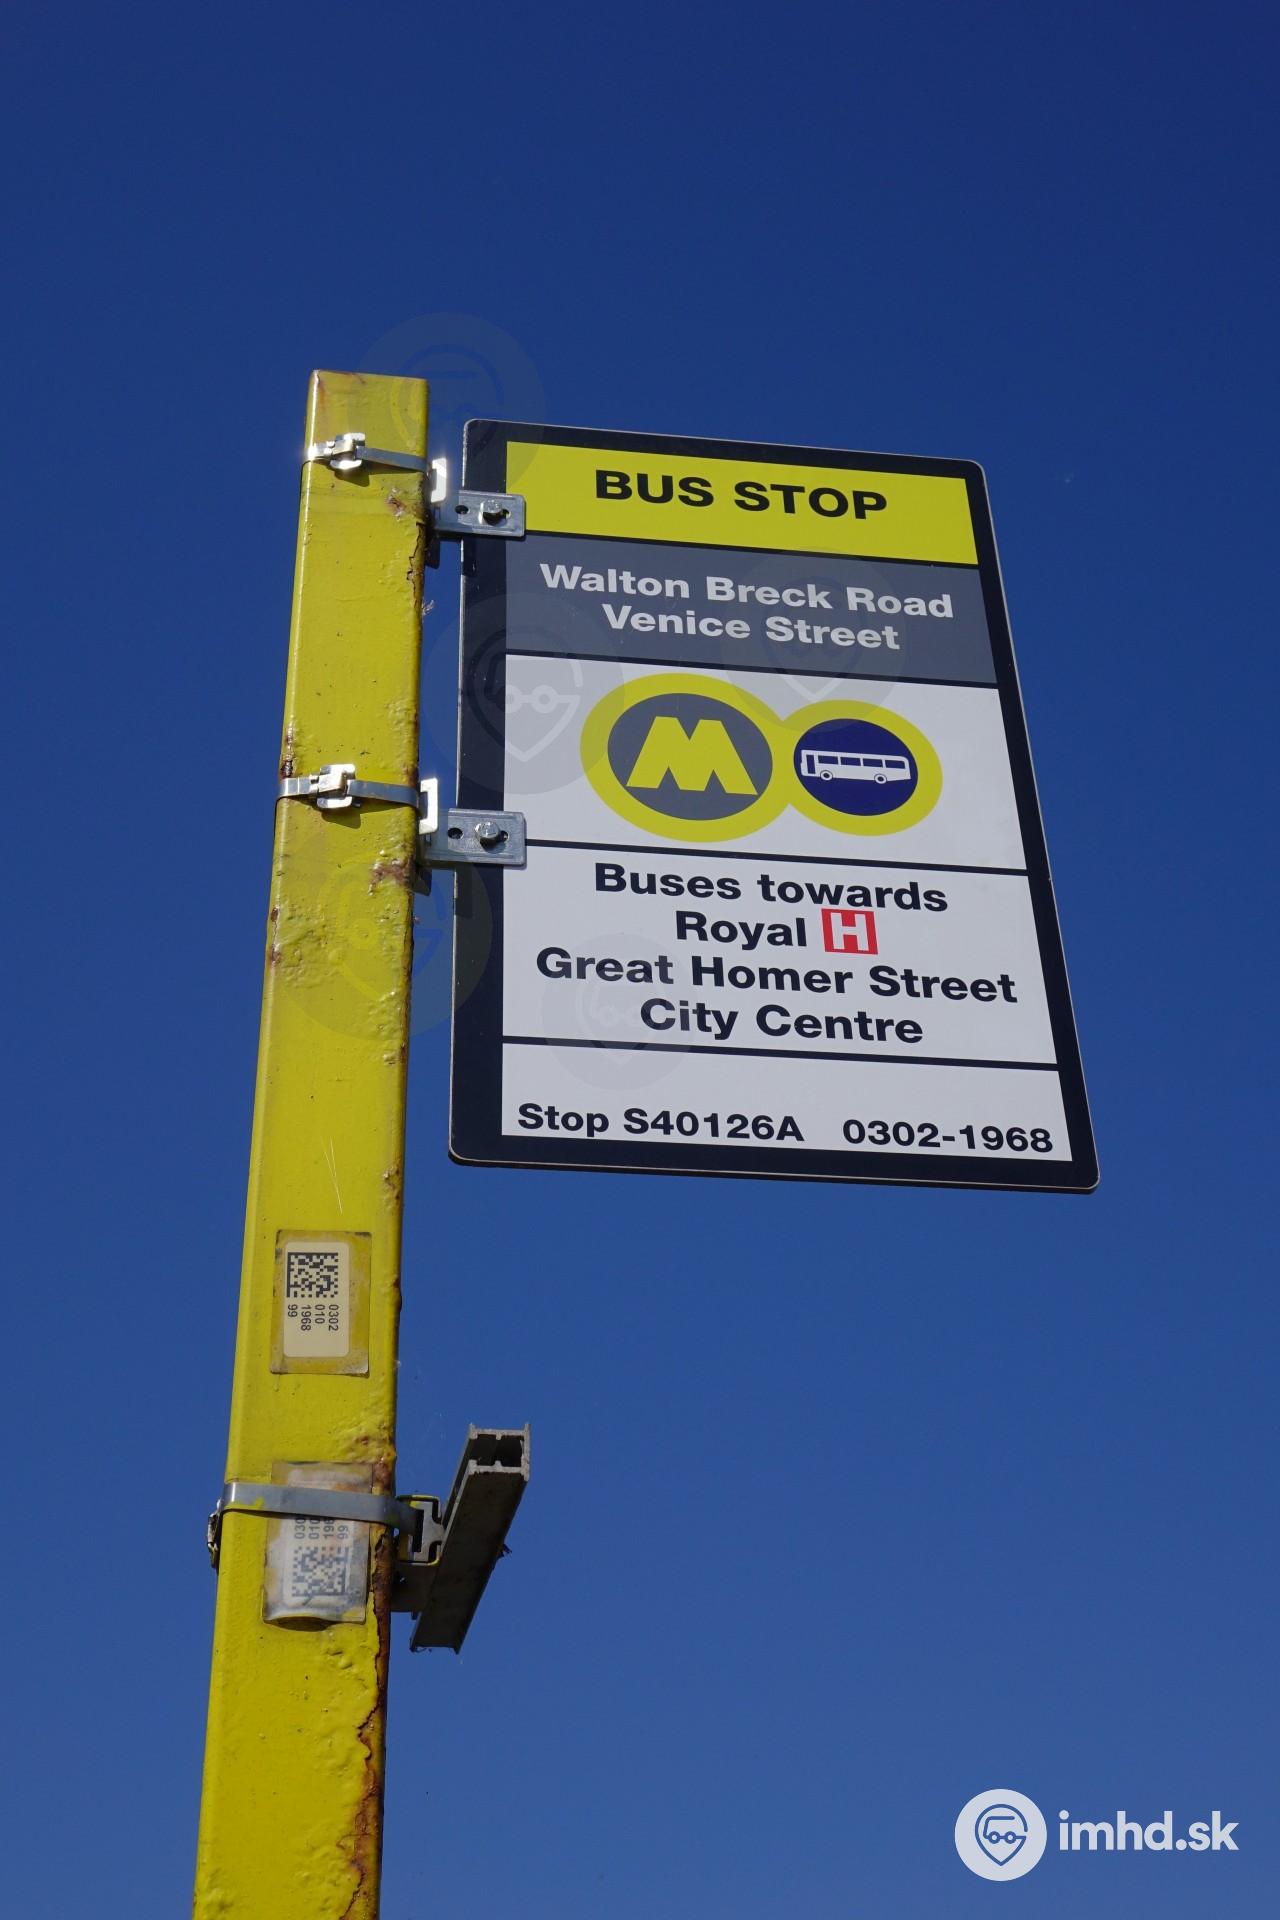 BUS STOP
Walton Breck Road
Venice Street
M
Buses towards
Royal H
Great Homer Street
City Centre
Stop S40126A 0302-1968
0302
010
1968
99
imhd.sk